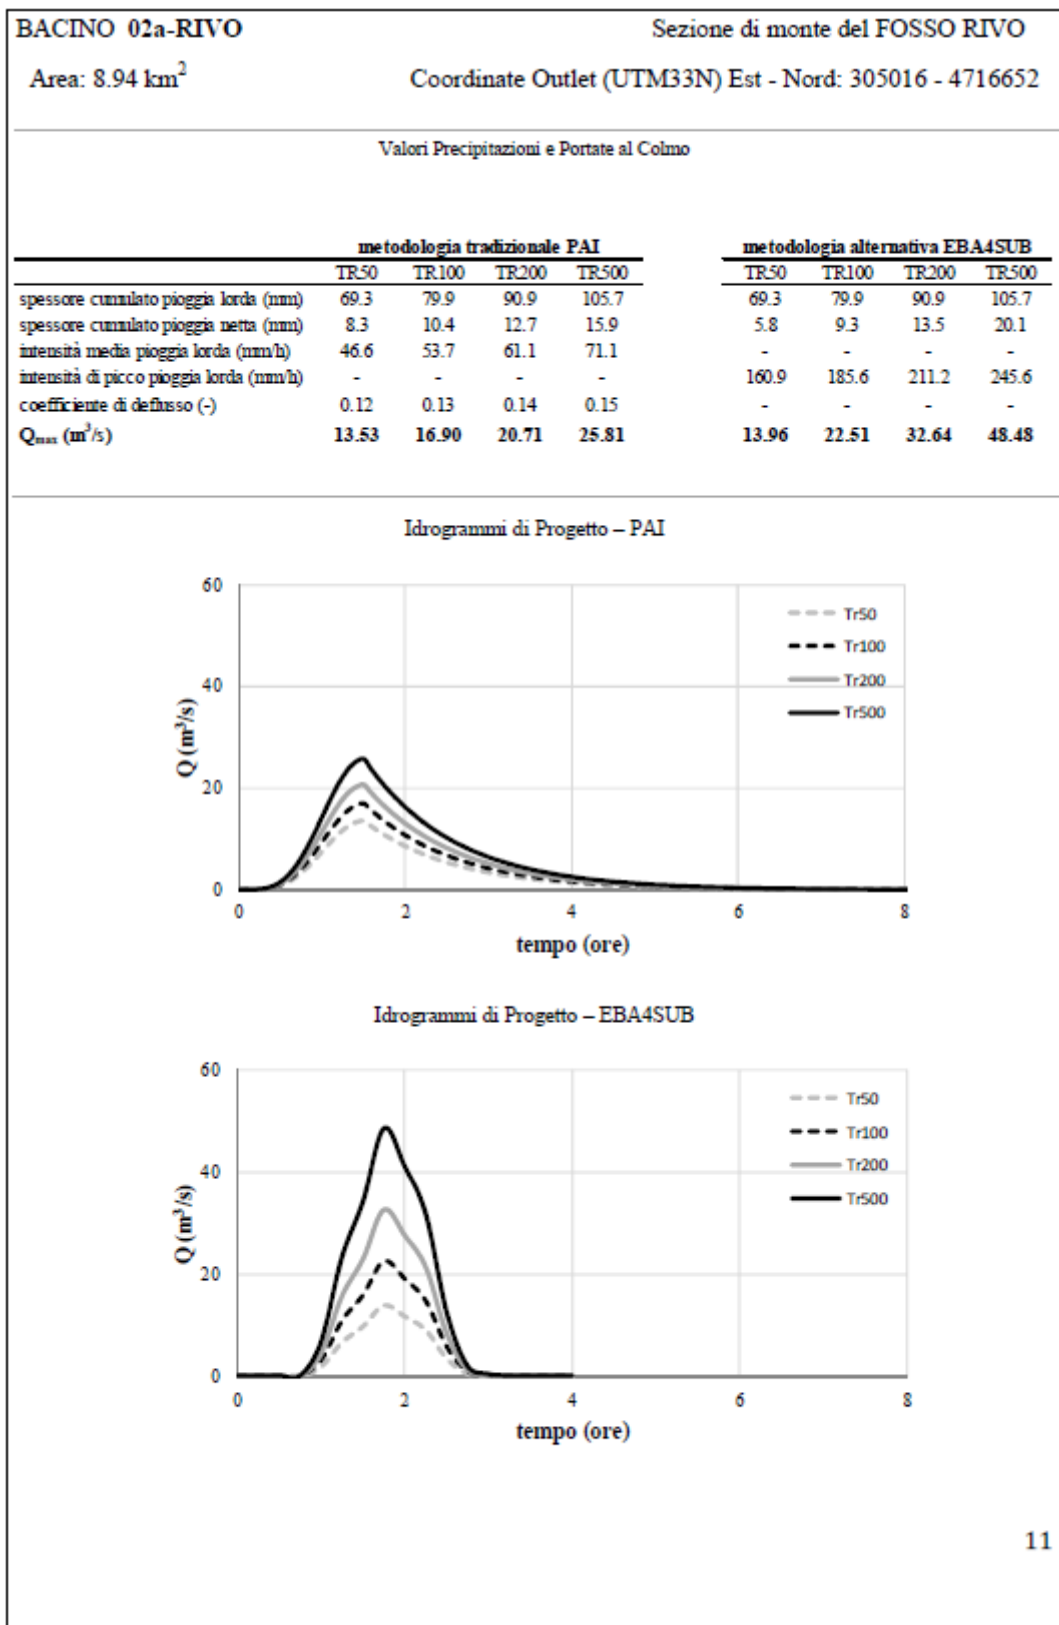 BACINO 02a-RIVO Sezione di monte del FOSSO RIVO
Area: 8.94 km² Coordinate Outlet (UTM33N) Est - Nord: 305016 - 4716652
Valori Precipitazioni e Portate al Colmo
metodologia tradizionale PAI metodologia alternativa EBA4SUB
TR50 TR100 TR200 TR500 TR50 TR100 TR200 TR500
spessore cumulato pioggia lorda (mm) 69.3 79.9 90.9 105.7 69.3 79.9 90.9 105.7
spessore cumulato pioggia netta (mm) 8.3 10.4 12.7 15.9 5.8 9.3 13.5 20.1
intensità media pioggia lorda (mm/h) 46.6 53.7 61.1 71.1 - - - -
intensità di picco pioggia lorda (mm/h) - - - - 160.9 185.6 211.2 245.6
coefficiente di deflusso (-) 0.12 0.13 0.14 0.15 - - - -
Qmax (m³/s) 13.53 16.90 20.71 25.81 13.96 22.51 32.64 48.48
Idrogrammi di Progetto – PAI
60
40
20
0
Q (m³/s)
Tr50
Tr100
Tr200
Tr500
0 2 4 6 8
tempo (ore)
Idrogrammi di Progetto – EBA4SUB
60
40
20
0
Q (m³/s)
Tr50
Tr100
Tr200
Tr500
0 2 4 6 8
tempo (ore)
11